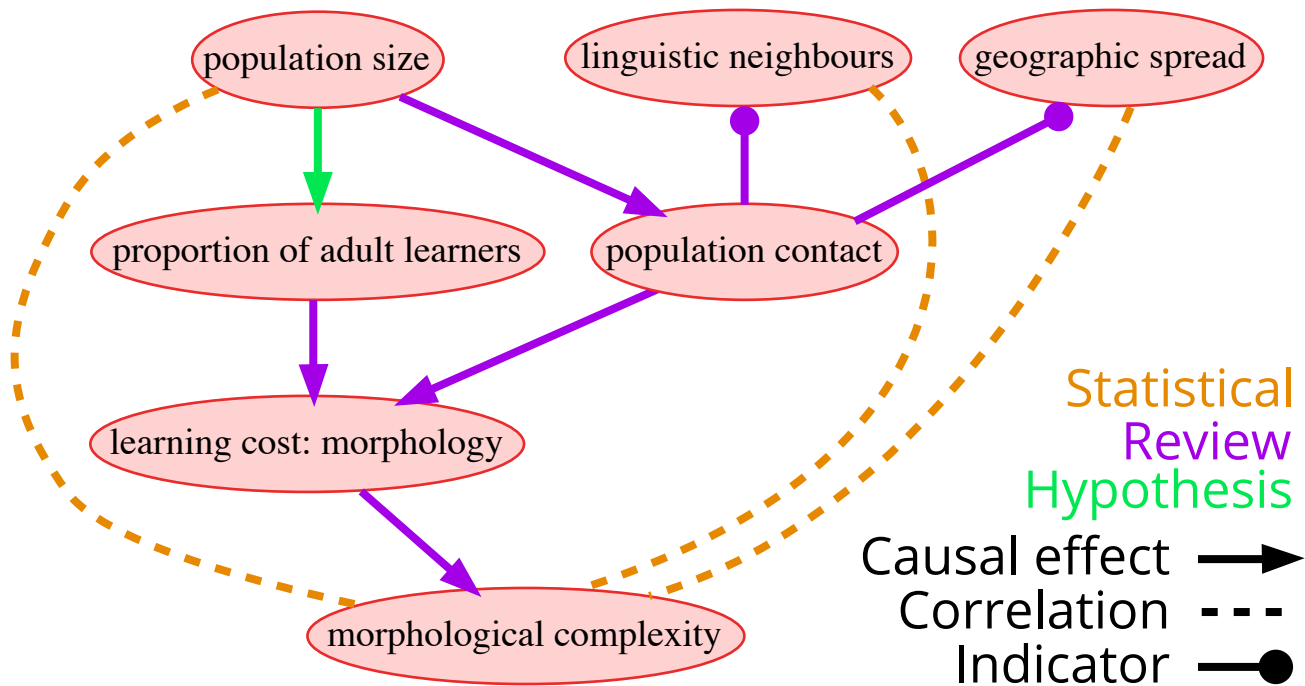 population size
linguistic neighbours
geographic spread
proportion of adult learners
population contact
learning cost: morphology
morphological complexity
Statistical
Review
Hypothesis
Causal effect
Correlation
Indicator